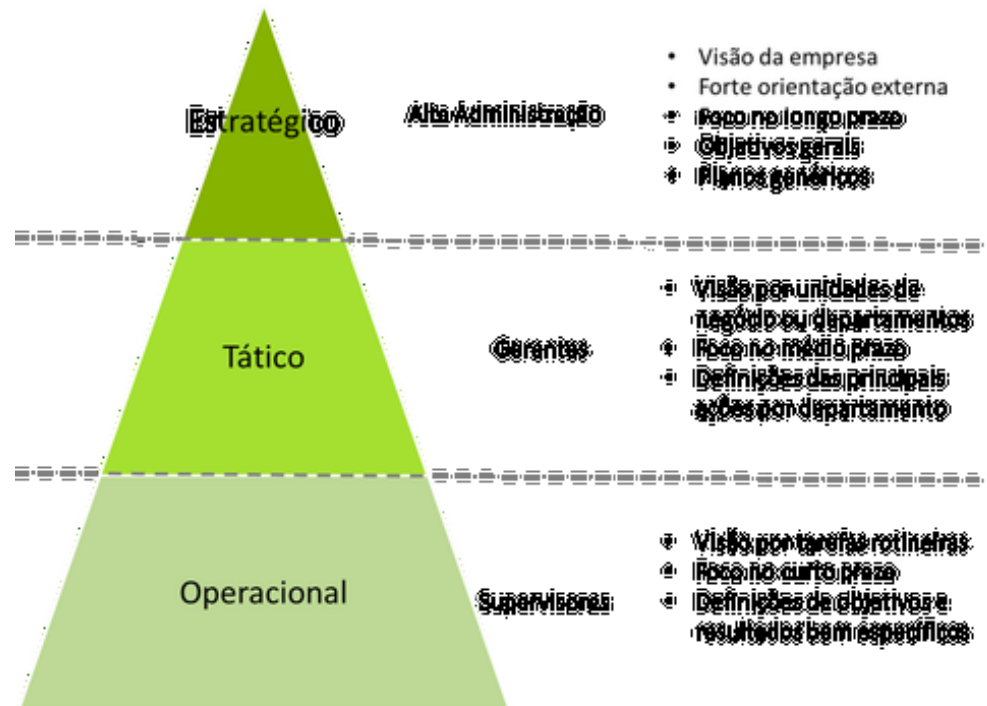 • Visão da empresa
• Forte orientação externa
Estratégico
Alta Administração
• Foco no longo prazo
• Objetivos gerais
• Planos genéricos
• Visão por unidades de
negócio ou departamentos
Tático
Gerentes
• Foco no médio prazo
• Definições das principais
ações por departamento
• Visão por tarefas rotineiras
• Foco no curto prazo
Operacional
Supervisores
• Definições de objetivos e
resultados bem específicos